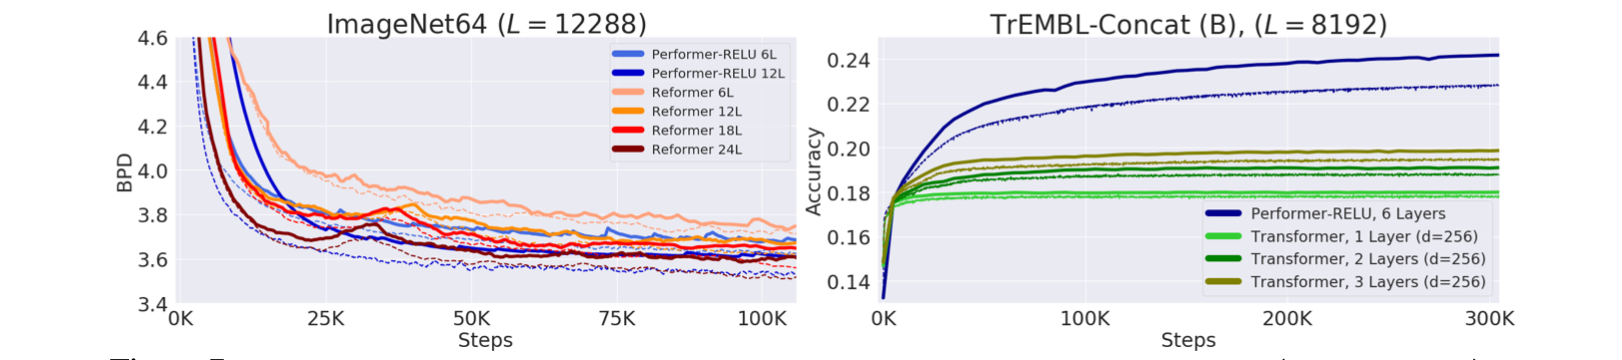 ImageNet64 (L = 12288)
4.6
4.4
4.2
4.0
3.8
3.6
3.4
BPD
Performer-RELU 6L
Performer-RELU 12L
Reformer 6L
Reformer 12L
Reformer 18L
Reformer 24L
0K 25K 50K 75K 100K
Steps
TrEMBL-Concat (B), (L = 8192)
0.24
0.22
0.20
0.18
0.16
0.14
Accuracy
Performer-RELU, 6 Layers
Transformer, 1 Layer (d=256)
Transformer, 2 Layers (d=256)
Transformer, 3 Layers (d=256)
0K 100K 200K 300K
Steps